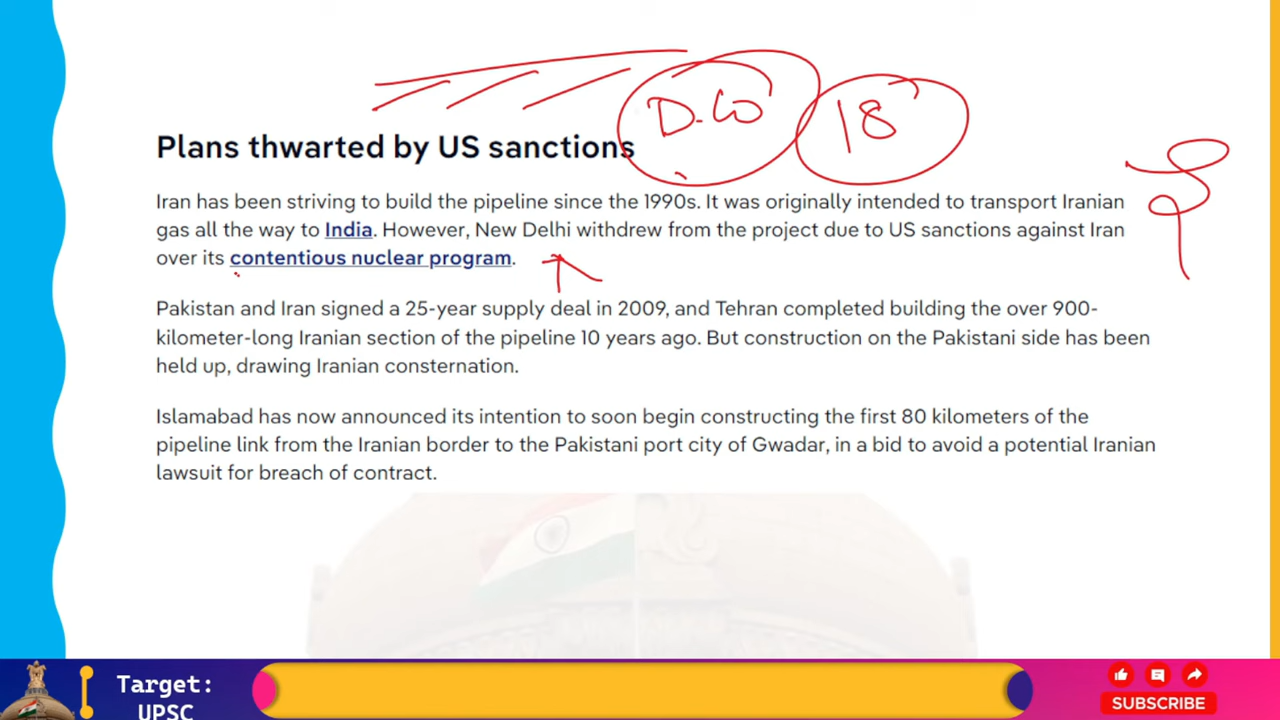 D.Co
18
Plans thwarted by US sanctions
Iran has been striving to build the pipeline since the 1990s. It was originally intended to transport Iranian
gas all the way to India. However, New Delhi withdrew from the project due to US sanctions against Iran
over its contentious nuclear program.
Pakistan and Iran signed a 25-year supply deal in 2009, and Tehran completed building the over 900-
kilometer-long Iranian section of the pipeline 10 years ago. But construction on the Pakistani side has been
held up, drawing Iranian consternation.
Islamabad has now announced its intention to soon begin constructing the first 80 kilometers of the
pipeline link from the Iranian border to the Pakistani port city of Gwadar, in a bid to avoid a potential Iranian
lawsuit for breach of contract.
Target:
UPSC
SUBSCRIBE